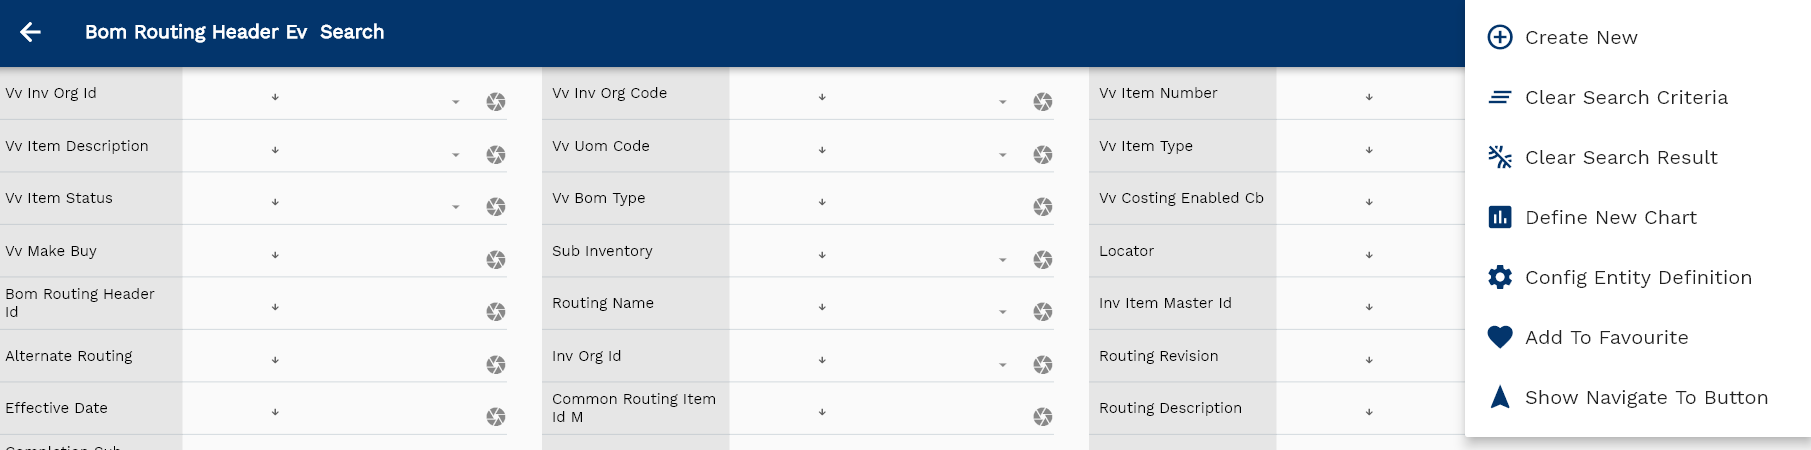 Bom Routing Header Ev Search
Vv Inv Org Id
Vv Inv Org Code
Vv Item Number
Vv Item Description
Vv Uom Code
Vv Item Type
Vv Item Status
Vv Bom Type
Vv Costing Enabled Cb
Vv Make Buy
Sub Inventory
Locator
Bom Routing Header
Id
Routing Name
Inv Item Master Id
Alternate Routing
Inv Org Id
Routing Revision
Effective Date
Common Routing Item
Id M
Routing Description
Completion Sub
Create New
Clear Search Criteria
Clear Search Result
Define New Chart
Config Entity Definition
Add To Favourite
Show Navigate To Button